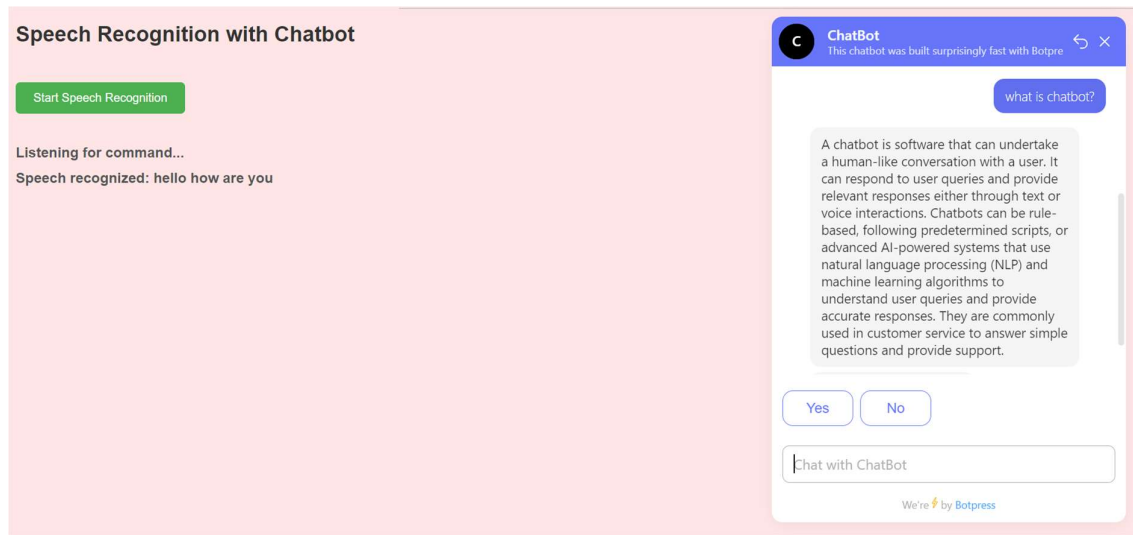 Speech Recognition with Chatbot
Start Speech Recognition
Listening for command...
Speech recognized: hello how are you
C
ChatBot
This chatbot was built surprisingly fast with Botpre
what is chatbot?
A chatbot is software that can undertake
a human-like conversation with a user. It
can respond to user queries and provide
relevant responses either through text or
voice interactions. Chatbots can be rule-
based, following predetermined scripts, or
advanced AI-powered systems that use
natural language processing (NLP) and
machine learning algorithms to
understand user queries and provide
accurate responses. They are commonly
used in customer service to answer simple
questions and provide support.
Yes
No
Chat with ChatBot
We're ⚡ by Botpress